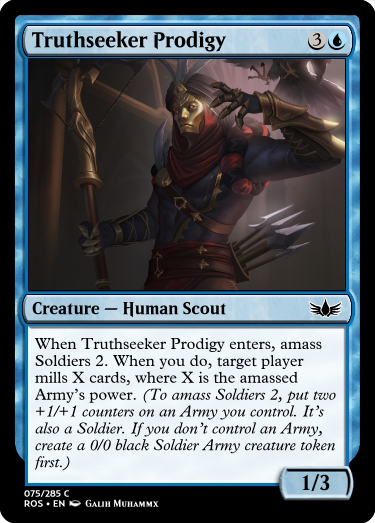 Truthseeker Prodigy 3
Creature — Human Scout
When Truthseeker Prodigy enters, amass
Soldiers 2. When you do, target player
mills X cards, where X is the amassed
Army's power. (To amass Soldiers 2, put two
+1/+1 counters on an Army you control. It's
also a Soldier. If you don't control an Army,
create a 0/0 black Soldier Army creature token
first.)
1/3
075/285 C
ROS • EN Galih Muhammx